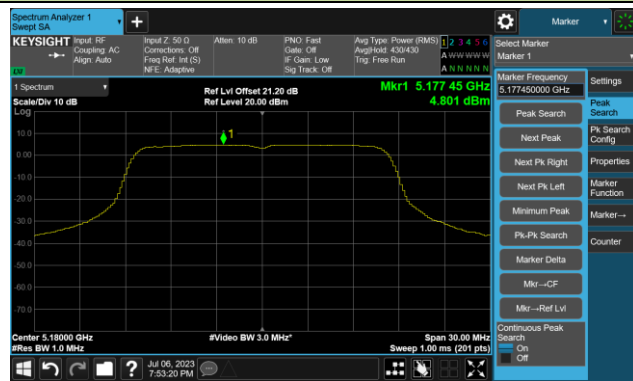 Spectrum Analyzer 1
Swept SA
Marker
KEYSIGHT
Input: RF
Coupling: AC
Align: Auto
Input Z: 50 Ω
Corrections: Off
Freq Ref: Int (S)
NFE: Adaptive
Atten: 10 dB
PNO: Fast
Gate: Off
IF Gain: Low
Sig Track: Off
Avg Type: Power (RMS)
Avg|Hold: 430/430
Trig: Free Run
1 2 3 4 5 6
A W W W W W
A N N N N N
Select Marker
Marker 1
1 Spectrum
Scale/Div 10 dB
Log
Ref Lvl Offset 21.20 dB
Ref Level 20.00 dBm
Mkr1 5.177 45 GHz
4.801 dBm
10.0
0.00
-10.0
-20.0
-30.0
-40.0
-50.0
-60.0
-70.0
1
Center 5.18000 GHz
#Res BW 1.0 MHz
#Video BW 3.0 MHz*
Span 30.00 MHz
Sweep 1.00 ms (201 pts)
Jul 06, 2023
7:53:20 PM
Marker Frequency
5.177450000 GHz
Peak Search
Next Peak
Next Pk Right
Next Pk Left
Minimum Peak
Pk-Pk Search
Marker Delta
Mkr→CF
Mkr→Ref Lvl
Continuous Peak
Search
On
Off
Settings
Peak
Search
Pk Search
Config
Properties
Marker
Function
Marker→
Counter